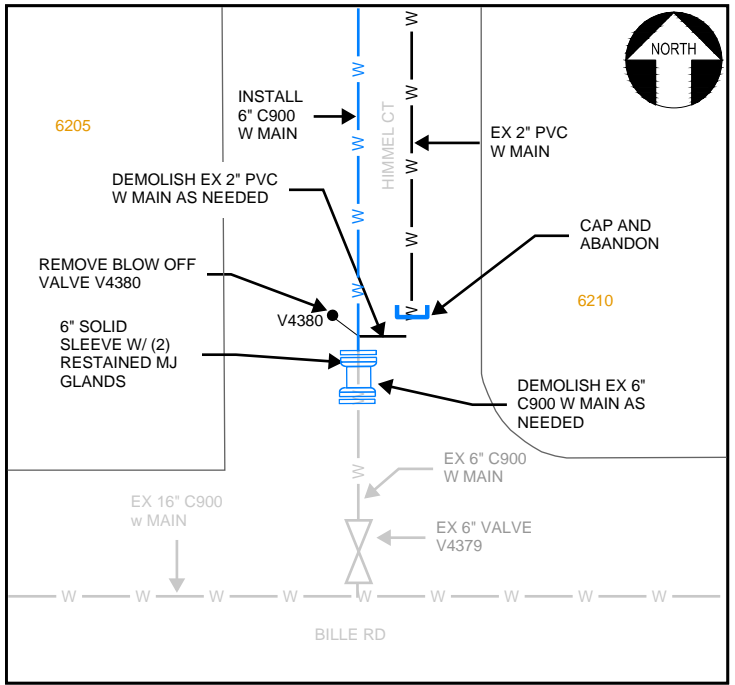 NORTH
INSTALL
6" C900
W MAIN
6205
HIMMEL CT
EX 2" PVC
W MAIN
DEMOLISH EX 2" PVC
W MAIN AS NEEDED
CAP AND
ABANDON
REMOVE BLOW OFF
VALVE V4380
V4380
6210
6" SOLID
SLEEVE W/ (2)
RESTAINED MJ
GLANDS
DEMOLISH EX 6"
C900 W MAIN AS
NEEDED
EX 6" C900
W MAIN
EX 16" C900
w MAIN
EX 6" VALVE
V4379
W
W
W
W
W
W
W
W
W
W
W W W W W W W W W
BILLE RD